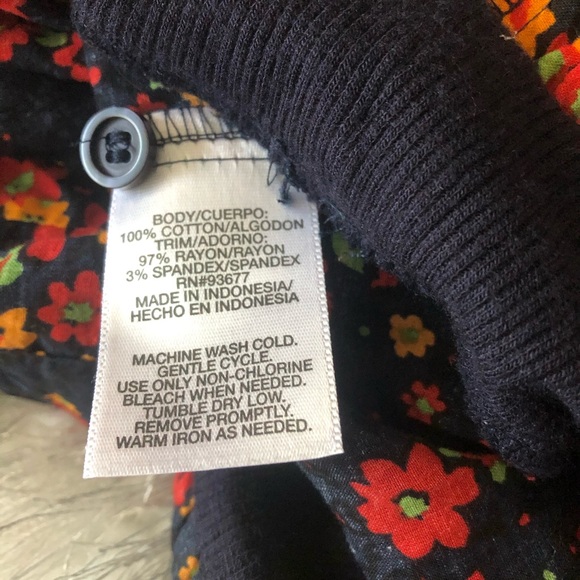 BODY/CUERPO:
100% COTTON/ALGODON
TRIM/ADORNO:
97% RAYON/RAYON
3% SPANDEX/SPANDEX
RN#93677
MADE IN INDONESIA/
HECHO EN INDONESIA
MACHINE WASH COLD.
GENTLE CYCLE.
USE ONLY NON-CHLORINE
BLEACH WHEN NEEDED.
TUMBLE DRY LOW.
REMOVE PROMPTLY.
WARM IRON AS NEEDED.